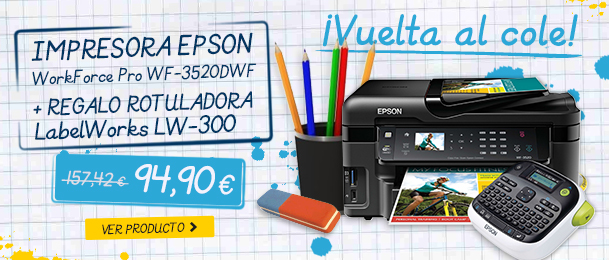 ¡Vuelta al cole!
IMPRESORA EPSON
WorkForce Pro WF-3520DWF
+ REGALO ROTULADORA
LabelWorks LW-300
157,42 € 94,90 €
VER PRODUCTO >
EPSON
EPSON